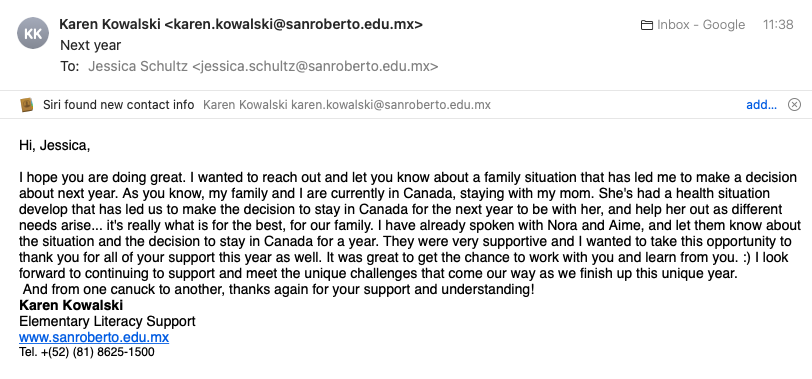 KK
Karen Kowalski <karen.kowalski@sanroberto.edu.mx>
Inbox - Google 11:38
Next year
To: Jessica Schultz <jessica.schultz@sanroberto.edu.mx>
Siri found new contact info Karen Kowalski karen.kowalski@sanroberto.edu.mx add...
Hi, Jessica,
I hope you are doing great. I wanted to reach out and let you know about a family situation that has led me to make a decision
about next year. As you know, my family and I are currently in Canada, staying with my mom. She's had a health situation
develop that has led us to make the decision to stay in Canada for the next year to be with her, and help her out as different
needs arise... it's really what is for the best, for our family. I have already spoken with Nora and Aime, and let them know about
the situation and the decision to stay in Canada for a year. They were very supportive and I wanted to take this opportunity to
thank you for all of your support this year as well. It was great to get the chance to work with you and learn from you. :) I look
forward to continuing to support and meet the unique challenges that come our way as we finish up this unique year.
And from one canuck to another, thanks again for your support and understanding!
Karen Kowalski
Elementary Literacy Support
www.sanroberto.edu.mx
Tel. +(52) (81) 8625-1500